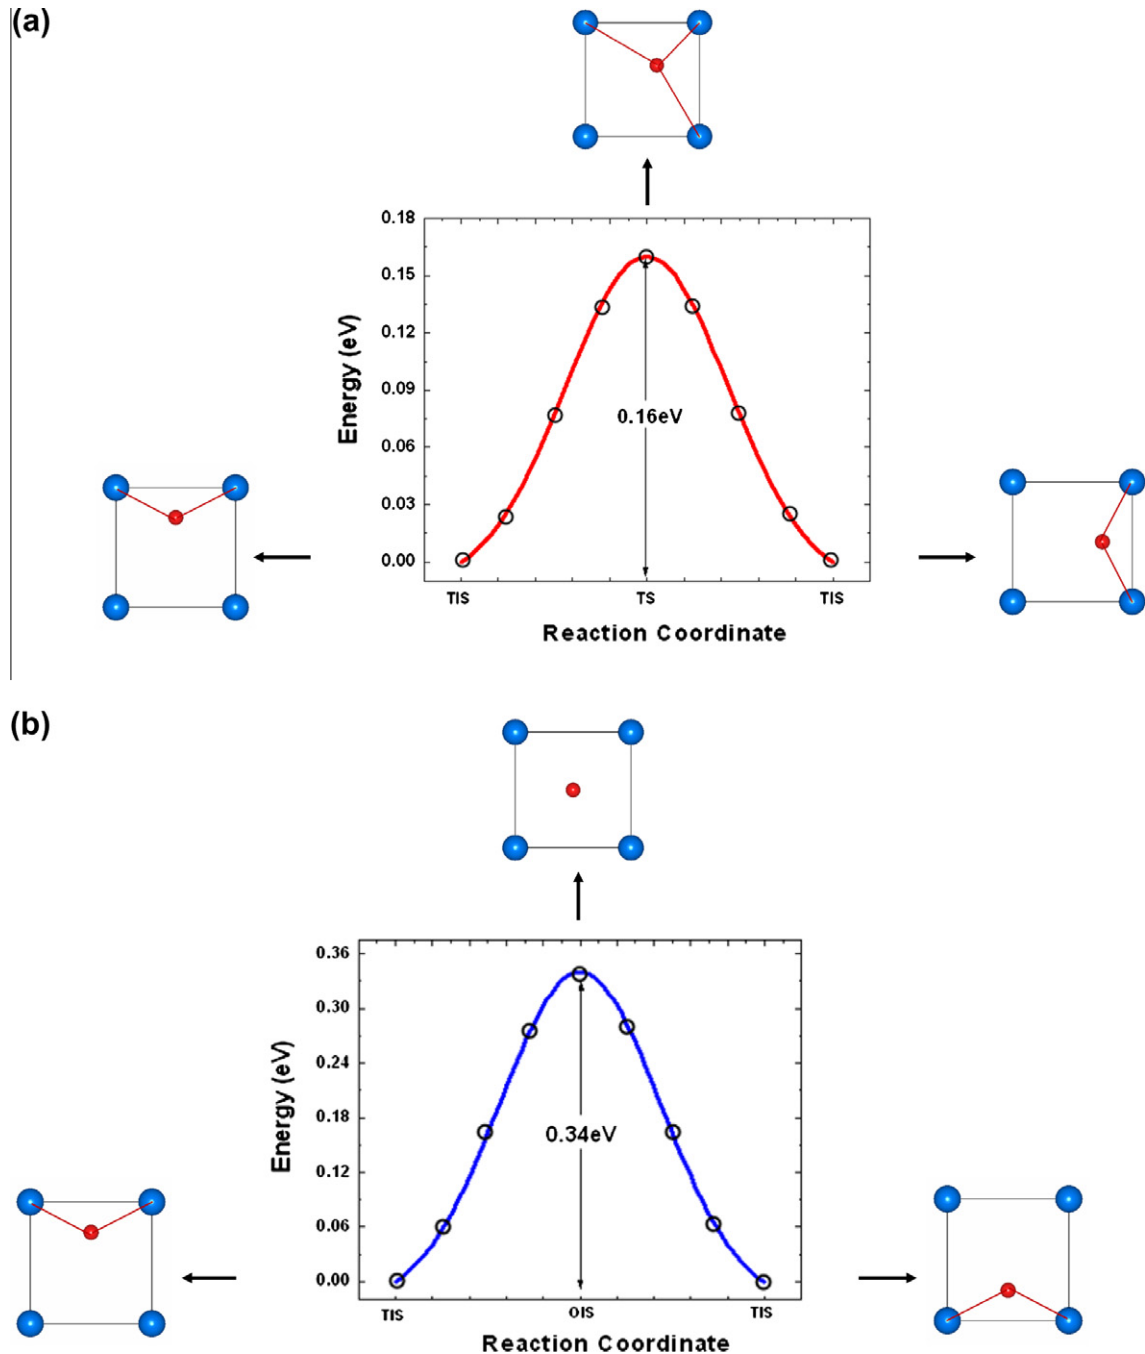 (a)
0.18
0.15
0.12
0.09
0.06
0.03
0.00
Energy (eV)
0.16eV
TIS TS TIS
Reaction Coordinate
(b)
0.36
0.30
0.24
0.18
0.12
0.06
0.00
Energy (eV)
0.34eV
TIS OIS TIS
Reaction Coordinate